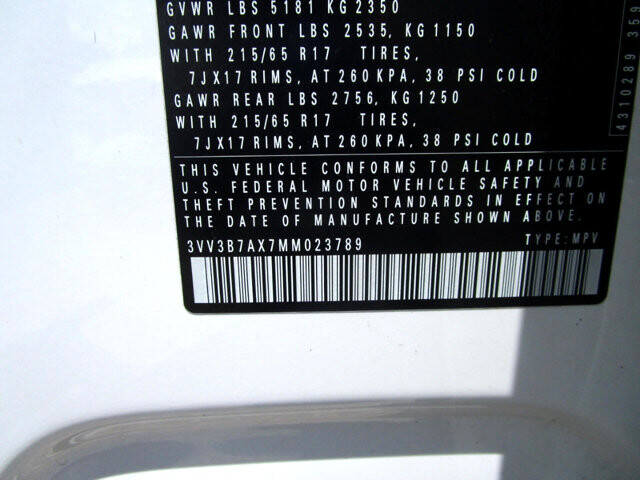 GVWR LBS 5181 KG 2350
GAWR FRONT LBS 2535, KG 1150
WITH 215/65 R17 TIRES,
7JX17 RIMS, AT 260 KPA, 38 PSI COLD
GAWR REAR LBS 2756, KG 1250
WITH 215/65 R17 TIRES,
7JX17 RIMS, AT 260 KPA, 38 PSI COLD
THIS VEHICLE CONFORMS TO ALL APPLICABLE
U.S. FEDERAL MOTOR VEHICLE SAFETY AND
THEFT PREVENTION STANDARDS IN EFFECT ON
THE DATE OF MANUFACTURE SHOWN ABOVE.
3VV3B7AX7MM023789 TYPE: MPV
4310289 359